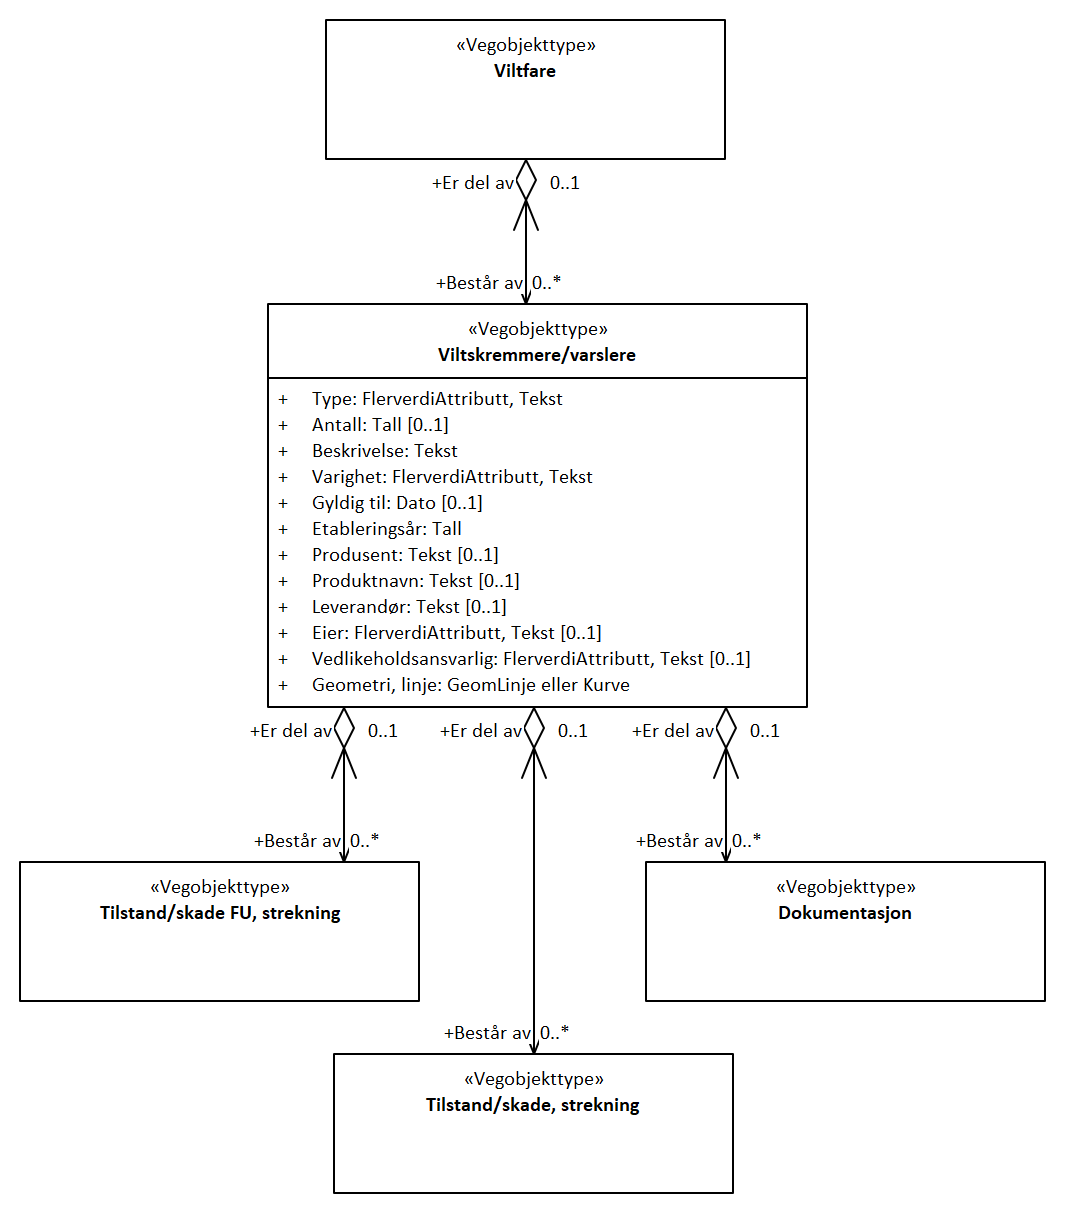 «Vegobjekttype»
Viltfare
+Er del av 0..1
+Består av 0..*
«Vegobjekttype»
Viltskremmere/varslere
+ Type: FlerverdiAttributt, Tekst
+ Antall: Tall [0..1]
+ Beskrivelse: Tekst
+ Varighet: FlerverdiAttributt, Tekst
+ Gyldig til: Dato [0..1]
+ Etableringsår: Tall
+ Produsent: Tekst [0..1]
+ Produktnavn: Tekst [0..1]
+ Leverandør: Tekst [0..1]
+ Eier: FlerverdiAttributt, Tekst [0..1]
+ Vedlikeholdsansvarlig: FlerverdiAttributt, Tekst [0..1]
+ Geometri, linje: GeomLinje eller Kurve
+Er del av 0..1 +Er del av 0..1 +Er del av 0..1
+Består av 0..* +Består av 0..*
«Vegobjekttype»
Tilstand/skade FU, strekning
«Vegobjekttype»
Dokumentasjon
+Består av 0..*
«Vegobjekttype»
Tilstand/skade, strekning